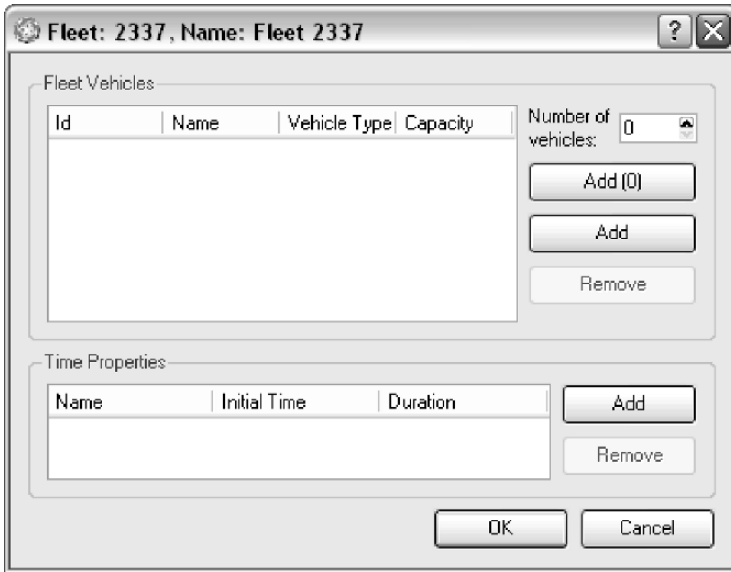 Fleet: 2337, Name: Fleet 2337
?
X
Fleet Vehicles
Id Name Vehicle Type Capacity
Number of
vehicles:
0
Add (0)
Add
Remove
Time Properties
Name Initial Time Duration
Add
Remove
OK Cancel